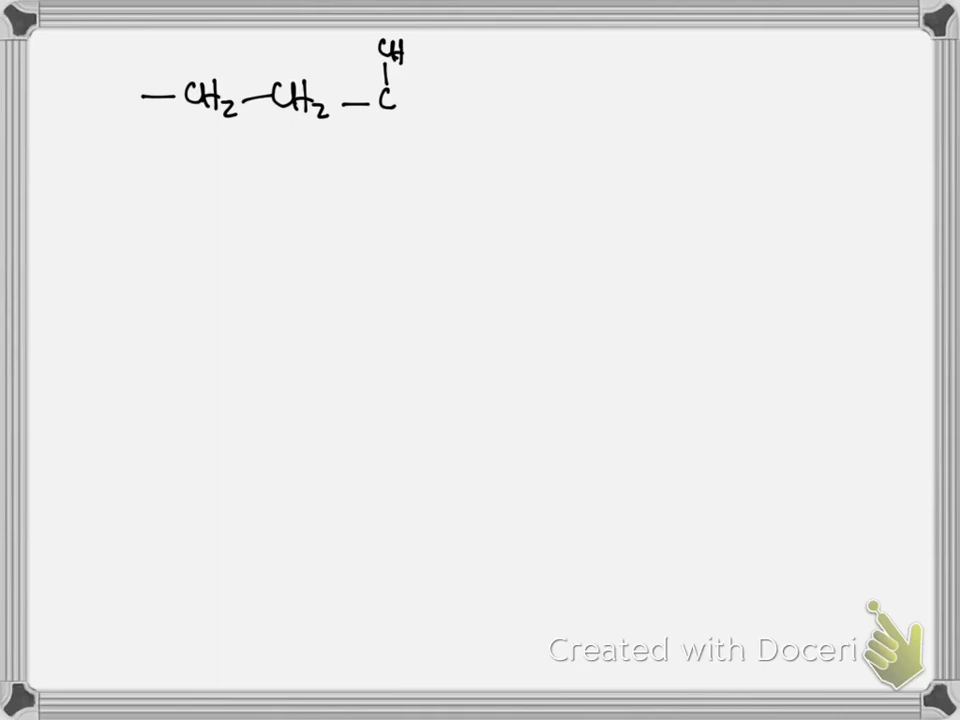 CH
— CH₂ — CH₂ — C
Created with Doceri